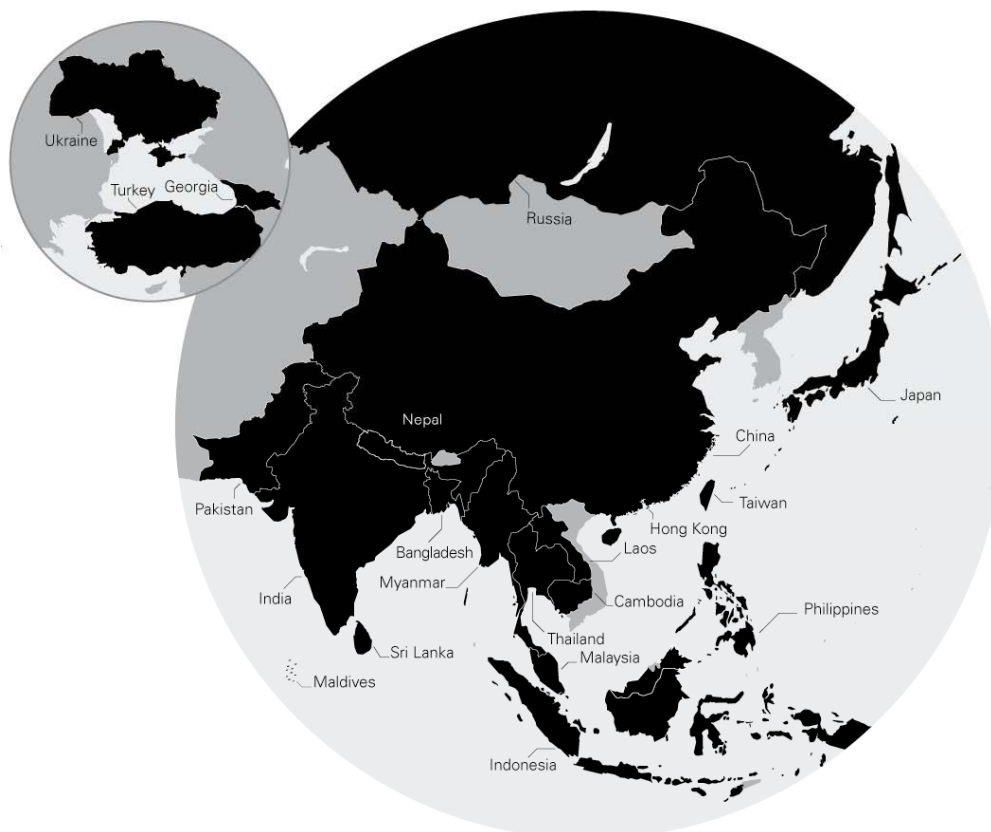 Ukraine
Turkey
Georgia
Russia
Japan
Nepal
China
Pakistan
Taiwan
Hong Kong
Bangladesh
Laos
Myanmar
India
Cambodia
Philippines
Thailand
Sri Lanka
Malaysia
Maldives
Indonesia